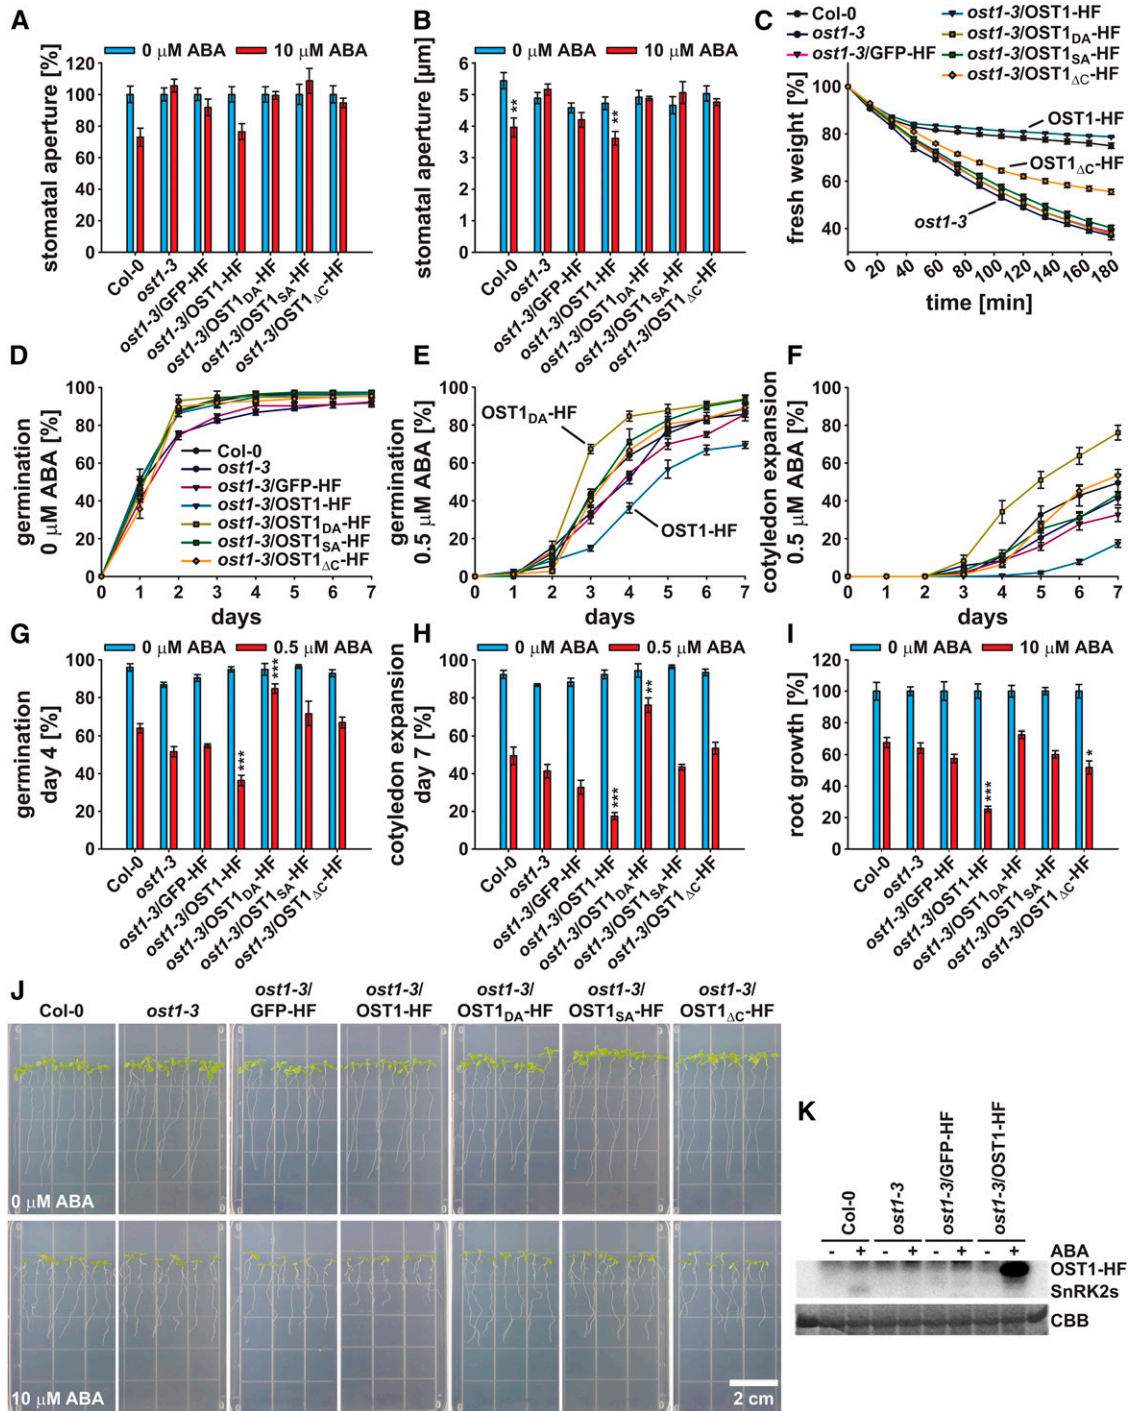 A
0 μM ABA
10 μM ABA
stomatal aperture [%]
120
100
80
60
40
20
0
Col-0
ost1-3
ost1-3/GFP-HF
ost1-3/OST1-HF
ost1-3/OST1DA-HF
ost1-3/OST1SA-HF
ost1-3/OST1ΔC-HF
B
0 μM ABA
10 μM ABA
stomatal aperture [μm]
6
5
4
3
2
1
0
**
**
Col-0
ost1-3
ost1-3/GFP-HF
ost1-3/OST1-HF
ost1-3/OST1DA-HF
ost1-3/OST1SA-HF
ost1-3/OST1ΔC-HF
C
Col-0
ost1-3
ost1-3/GFP-HF
ost1-3/OST1-HF
ost1-3/OST1DA-HF
ost1-3/OST1SA-HF
ost1-3/OST1ΔC-HF
fresh weight [%]
100
80
60
40
OST1-HF
OST1ΔC-HF
ost1-3
0
20
40
60
80
100
120
140
160
180
time [min]
D
germination
0 μM ABA [%]
100
80
60
40
20
0
Col-0
ost1-3
ost1-3/GFP-HF
ost1-3/OST1-HF
ost1-3/OST1DA-HF
ost1-3/OST1SA-HF
ost1-3/OST1ΔC-HF
0 1 2 3 4 5 6 7
days
E
germination
0.5 μM ABA [%]
100
80
60
40
20
0
OST1DA-HF
OST1-HF
0 1 2 3 4 5 6 7
days
F
cotyledon expansion
0.5 μM ABA [%]
100
80
60
40
20
0
0 1 2 3 4 5 6 7
days
G
0 μM ABA
0.5 μM ABA
germination
day 4 [%]
100
80
60
40
20
0
***
***
Col-0
ost1-3
ost1-3/GFP-HF
ost1-3/OST1-HF
ost1-3/OST1DA-HF
ost1-3/OST1SA-HF
ost1-3/OST1ΔC-HF
H
0 μM ABA
0.5 μM ABA
cotyledon expansion
day 7 [%]
100
80
60
40
20
0
***
**
Col-0
ost1-3
ost1-3/GFP-HF
ost1-3/OST1-HF
ost1-3/OST1DA-HF
ost1-3/OST1SA-HF
ost1-3/OST1ΔC-HF
I
0 μM ABA
10 μM ABA
root growth [%]
120
100
80
60
40
20
0
***
*
Col-0
ost1-3
ost1-3/GFP-HF
ost1-3/OST1-HF
ost1-3/OST1DA-HF
ost1-3/OST1SA-HF
ost1-3/OST1ΔC-HF
J
Col-0
ost1-3
ost1-3/
GFP-HF
ost1-3/
OST1-HF
ost1-3/
OST1DA-HF
ost1-3/
OST1SA-HF
ost1-3/
OST1ΔC-HF
0 μM ABA
10 μM ABA
2 cm
K
Col-0
ost1-3
ost1-3/GFP-HF
ost1-3/OST1-HF
- + - + - + - + ABA
OST1-HF
SnRK2s
CBB